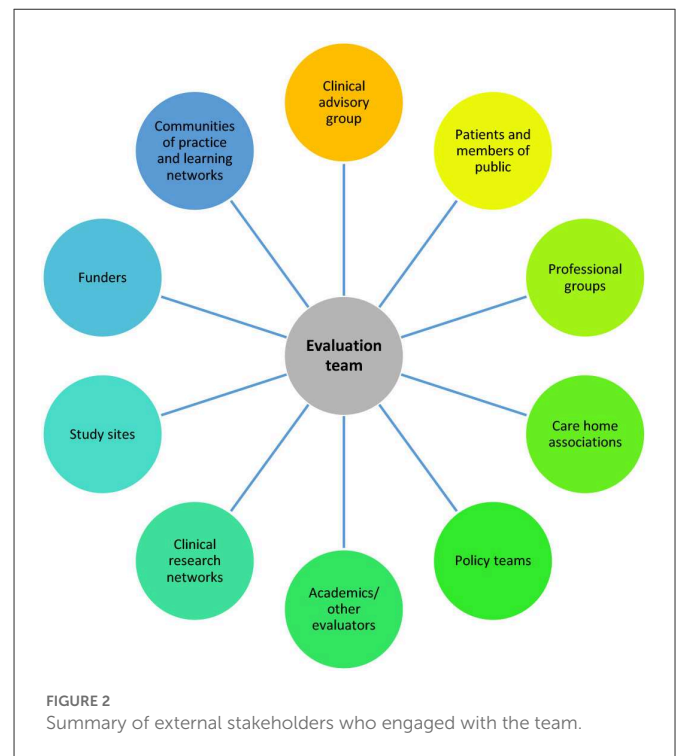 Clinical
advisory
group
Communities
of practice
and learning
networks
Patients and
members of
public
Funders
Professional
groups
Evaluation
team
Study sites
Care home
associations
Clinical
research
networks
Policy teams
Academics/
other
evaluators
FIGURE 2
Summary of external stakeholders who engaged with the team.